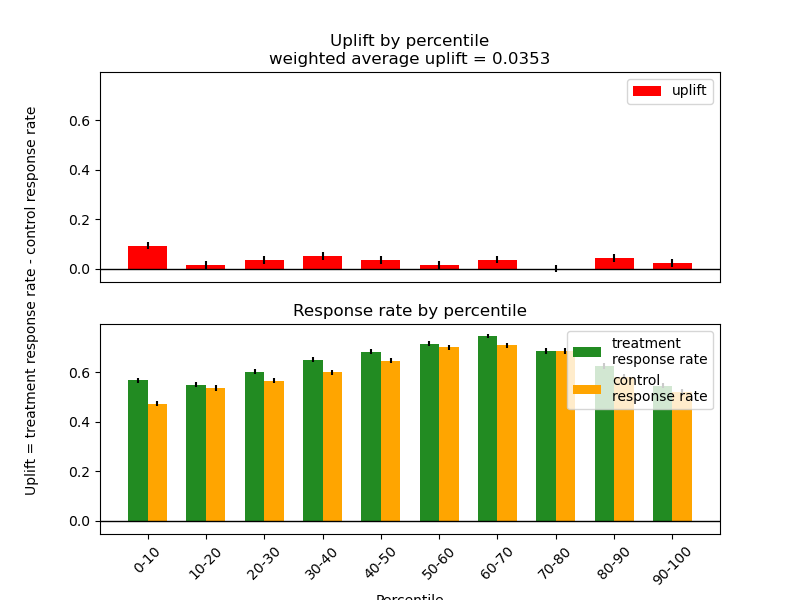 Uplift by percentile
weighted average uplift = 0.0353
uplift
0.6
0.4
0.2
0.0
Uplift = treatment response rate - control response rate
Response rate by percentile
treatment
response rate
control
response rate
0.6
0.4
0.2
0.0
0-10
10-20
20-30
30-40
40-50
50-60
60-70
70-80
80-90
90-100
Percentile